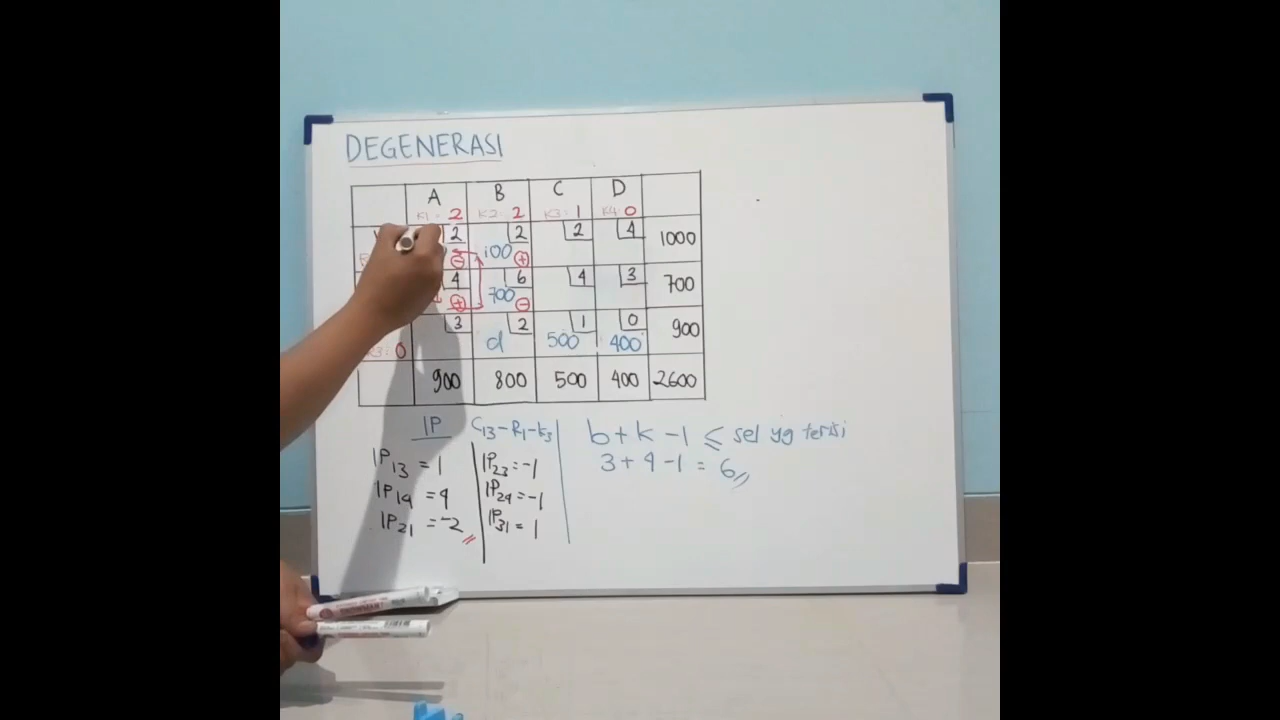 DEGENERASI
A B C D
K1: 2 K2: 2 K3: 1 K4: 0
2 2 2 4 1000
⊖ 100 ⊕
4 6 4 3 700
⊕ 700 ⊖
3 2 1 0 900
0 d 500 400
900 800 500 400 2600
IP C13-R1-K3
IP13 = 1 IP23 = -1
IP14 = 4 IP24 = -1
IP21 = -2 IP31 = 1
b + k - 1 ≤ sel yg terisi
3 + 4 - 1 = 6
SNOWMAN